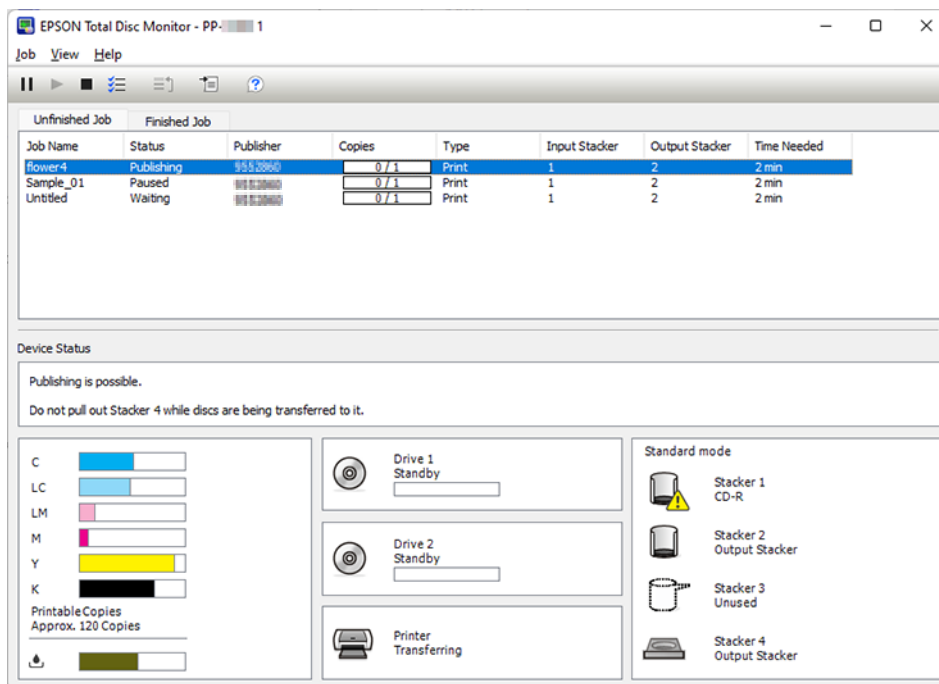 EPSON Total Disc Monitor - PP- 1
Job View Help
Unfinished Job Finished Job
Job Name Status Publisher Copies Type Input Stacker Output Stacker Time Needed
flower4 Publishing 0 / 1 Print 1 2 2 min
Sample_01 Paused 0 / 1 Print 1 2 2 min
Untitled Waiting 0 / 1 Print 1 2 2 min
Device Status
Publishing is possible.
Do not pull out Stacker 4 while discs are being transferred to it.
C
LC
LM
M
Y
K
Printable Copies
Approx. 120 Copies
Drive 1
Standby
Drive 2
Standby
Printer
Transferring
Standard mode
Stacker 1
CD-R
Stacker 2
Output Stacker
Stacker 3
Unused
Stacker 4
Output Stacker